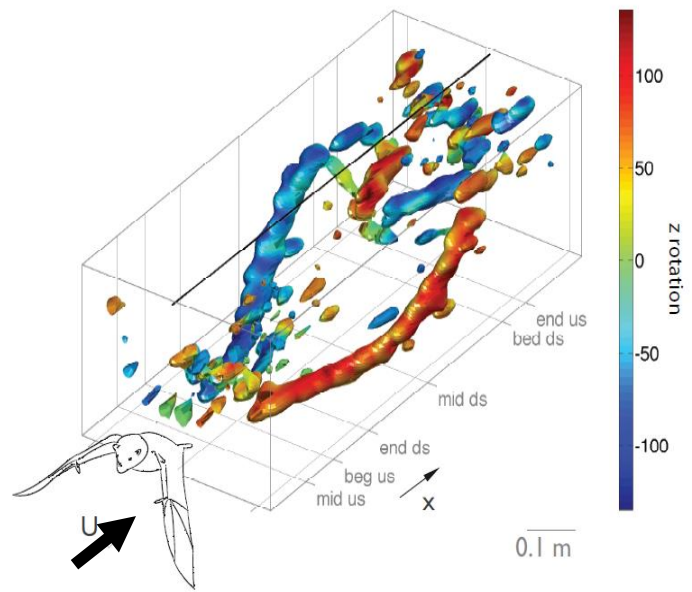 100
50
0
-50
-100
z rotation
end us
bed ds
mid ds
end ds
beg us
mid us
x
U
0.1 m